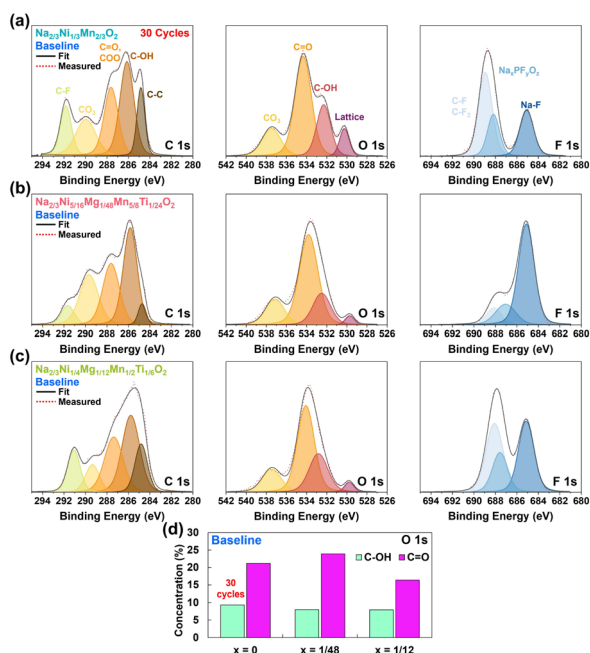 (a)
Na2/3Ni1/3Mn2/3O2
30 Cycles
Baseline
Fit
Measured
C-F
CO3
C=O,
COO
C-OH
C-C
C 1s
294 292 290 288 286 284 282 280
Binding Energy (eV)
CO3
C=O
C-OH
Lattice
O 1s
542 540 538 536 534 532 530 528 526
Binding Energy (eV)
C-F
C-F2
NaxPFyOz
Na-F
F 1s
694 692 690 688 686 684 682 680
Binding Energy (eV)
(b)
Na2/3Ni5/16Mg1/48Mn5/8Ti1/24O2
Baseline
Fit
Measured
C 1s
294 292 290 288 286 284 282 280
Binding Energy (eV)
O 1s
542 540 538 536 534 532 530 528 526
Binding Energy (eV)
F 1s
694 692 690 688 686 684 682 680
Binding Energy (eV)
(c)
Na2/3Ni1/4Mg1/12Mn1/2Ti1/6O2
Baseline
Fit
Measured
C 1s
294 292 290 288 286 284 282 280
Binding Energy (eV)
O 1s
542 540 538 536 534 532 530 528 526
Binding Energy (eV)
F 1s
694 692 690 688 686 684 682 680
Binding Energy (eV)
(d)
Baseline
O 1s
C-OH
C=O
30
cycles
Concentration (%)
30
25
20
15
10
5
0
x = 0
x = 1/48
x = 1/12